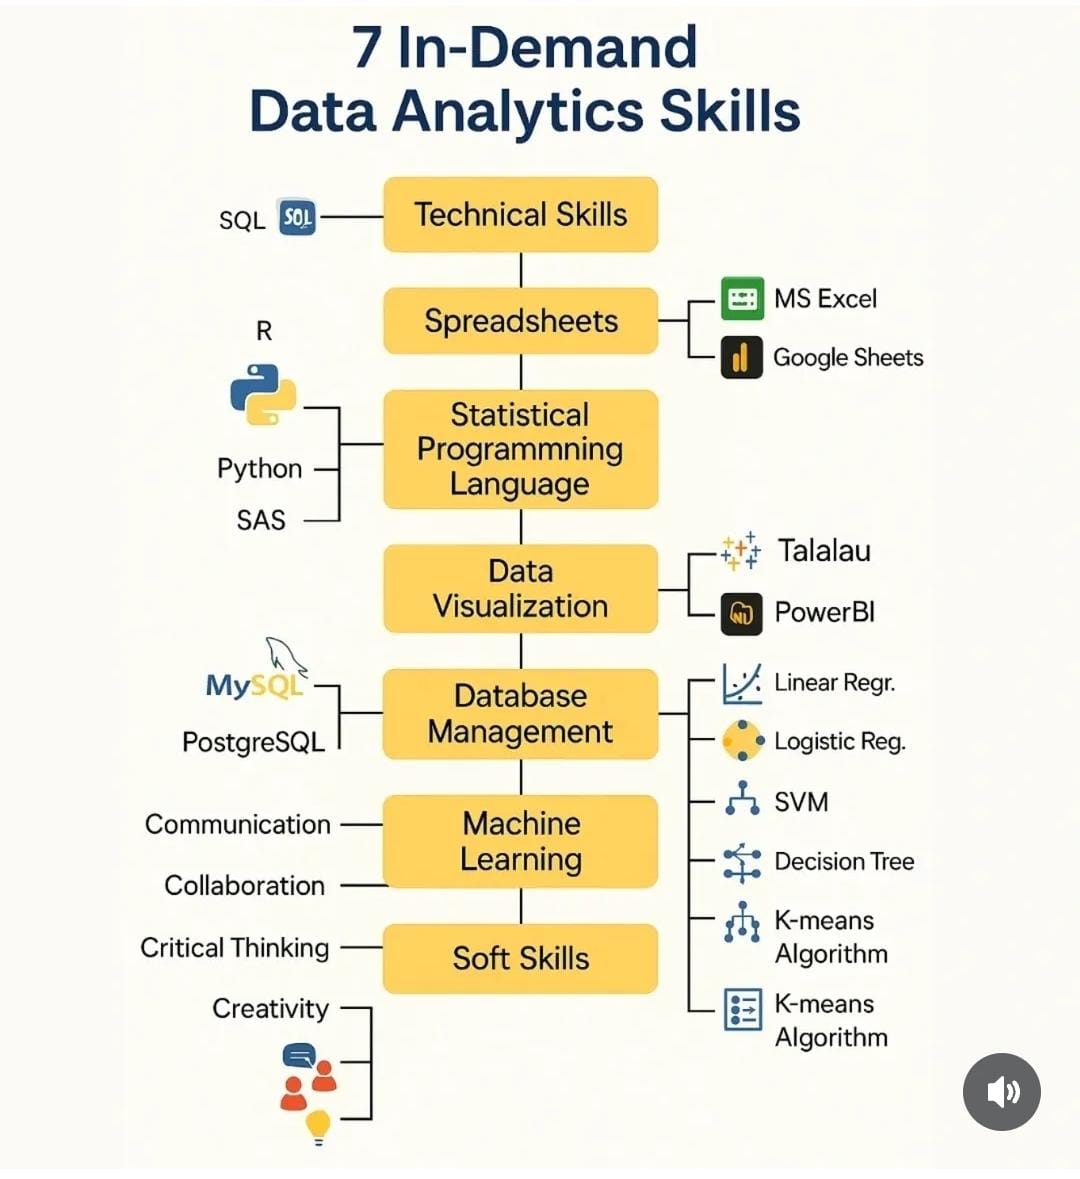 7 In-Demand
Data Analytics Skills
SQL
SQL
Technical Skills
Spreadsheets
MS Excel
Google Sheets
R
Python
SAS
Statistical
Programmning
Language
Data
Visualization
Talalau
PowerBI
MySQL
PostgreSQL
Database
Management
Linear Regr.
Logistic Reg.
SVM
Decision Tree
K-means
Algorithm
K-means
Algorithm
Communication
Collaboration
Machine
Learning
Critical Thinking
Soft Skills
Creativity